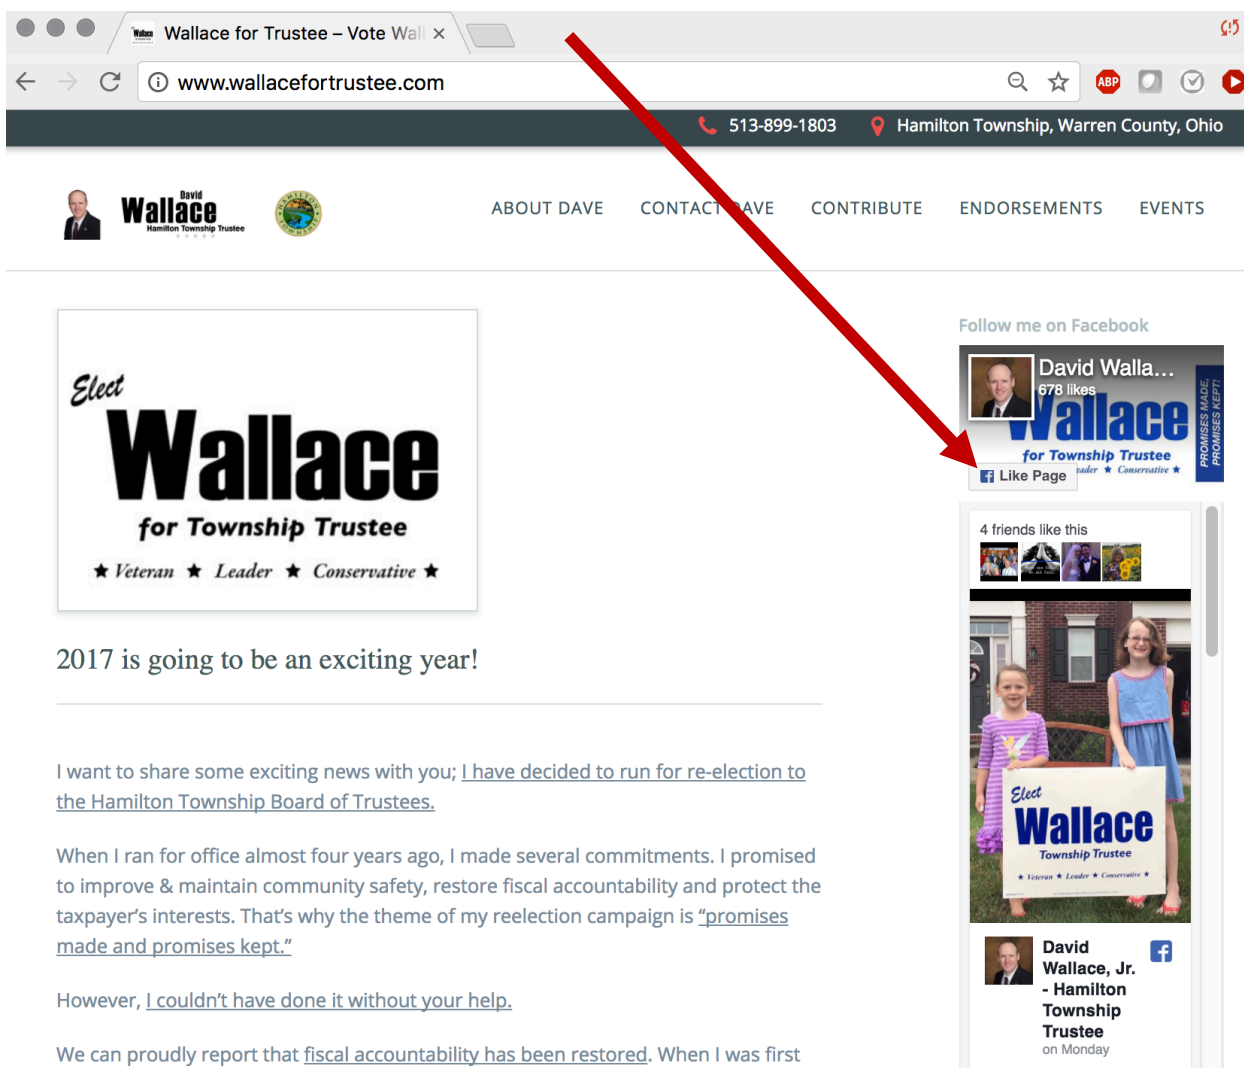 Wallace for Trustee – Vote Wal
www.wallacefortrustee.com
ABP
513-899-1803
Hamilton Township, Warren County, Ohio
David
Wallace
Hamilton Township Trustee
HAMILTON
TOWNSHIP
ABOUT DAVE
CONTACT DAVE
CONTRIBUTE
ENDORSEMENTS
EVENTS
Elect
Wallace
for Township Trustee
★ Veteran ★ Leader ★ Conservative ★
Follow me on Facebook
David Walla...
678 likes
Wallace
for Township Trustee
eader ★ Conservative ★
PROMISES MADE,
PROMISES KEPT!
Like Page
4 friends like this
Elect
Wallace
Township Trustee
★ Veteran ★ Leader ★ Conservative ★
David
Wallace, Jr.
- Hamilton
Township
Trustee
on Monday
2017 is going to be an exciting year!
I want to share some exciting news with you; I have decided to run for re-election to
the Hamilton Township Board of Trustees.
When I ran for office almost four years ago, I made several commitments. I promised
to improve & maintain community safety, restore fiscal accountability and protect the
taxpayer’s interests. That’s why the theme of my reelection campaign is “promises
made and promises kept.”
However, I couldn’t have done it without your help.
We can proudly report that fiscal accountability has been restored. When I was first